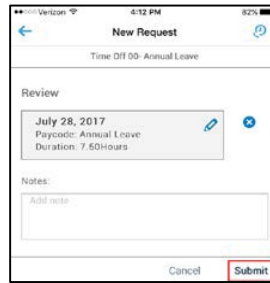 Verizon 4:12 PM 82%
New Request
Time Off 00- Annual Leave
Review
July 28, 2017
Paycode: Annual Leave
Duration: 7.60Hours
Notes:
Add note
Cancel Submit